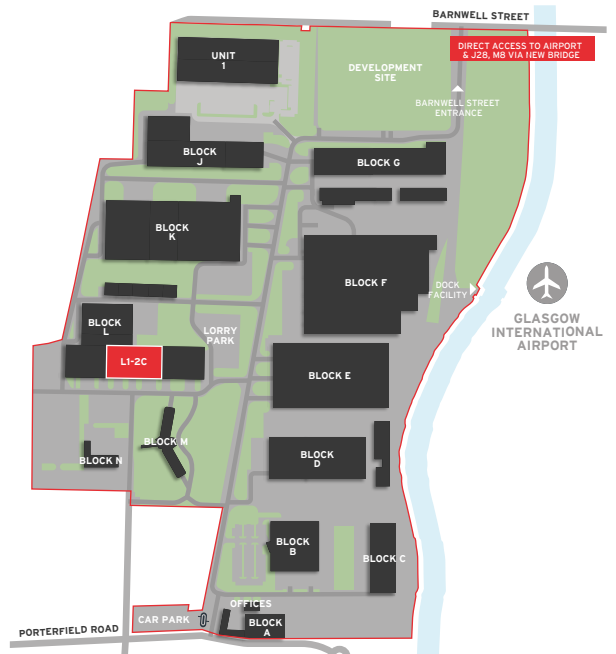 BARNWELL STREET
DIRECT ACCESS TO AIRPORT
& J28, M8 VIA NEW BRIDGE
UNIT
1
DEVELOPMENT
SITE
BARNWELL STREET
ENTRANCE
BLOCK
J
BLOCK G
BLOCK
K
BLOCK F
DOCK
FACILITY
GLASGOW
INTERNATIONAL
AIRPORT
BLOCK
L
LORRY
PARK
L1-2C
BLOCK E
BLOCK M
BLOCK N
BLOCK
D
BLOCK
B
BLOCK C
OFFICES
CAR PARK
BLOCK
A
PORTERFIELD ROAD